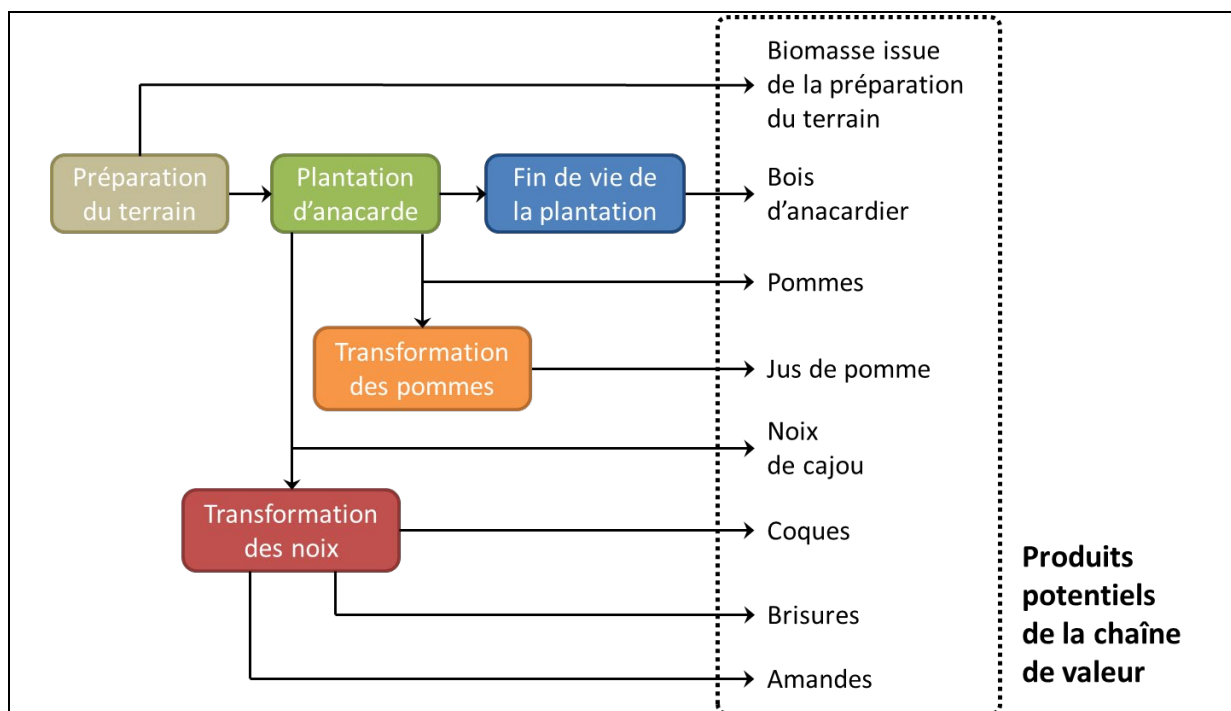 Biomasse issue
de la préparation
du terrain
Préparation
du terrain
Plantation
d’anacarde
Fin de vie de
la plantation
Bois
d’anacardier
Pommes
Transformation
des pommes
Jus de pomme
Noix
de cajou
Transformation
des noix
Coques
Brisures
Amandes
Produits
potentiels
de la chaîne
de valeur